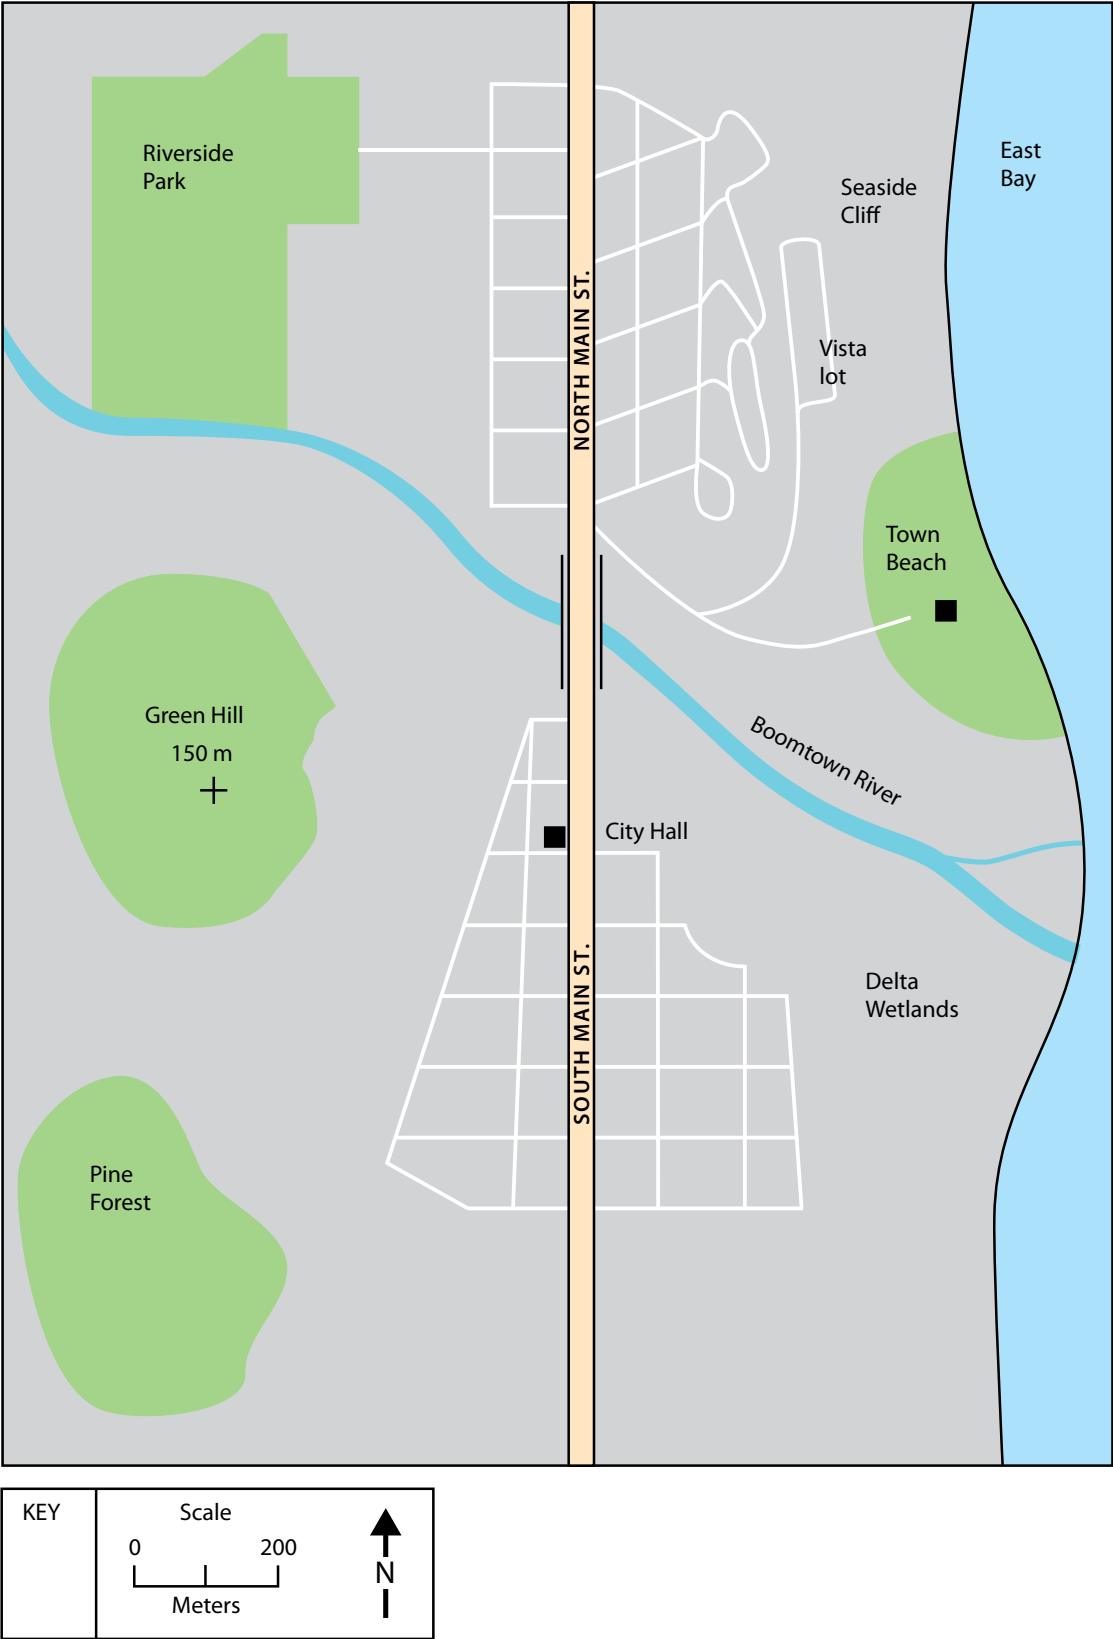 Riverside
Park
East
Bay
Seaside
Cliff
NORTH MAIN ST.
Vista
lot
Town
Beach
Green Hill
150 m
Boomtown River
City Hall
SOUTH MAIN ST.
Delta
Wetlands
Pine
Forest
KEY
Scale
0 200
Meters
N